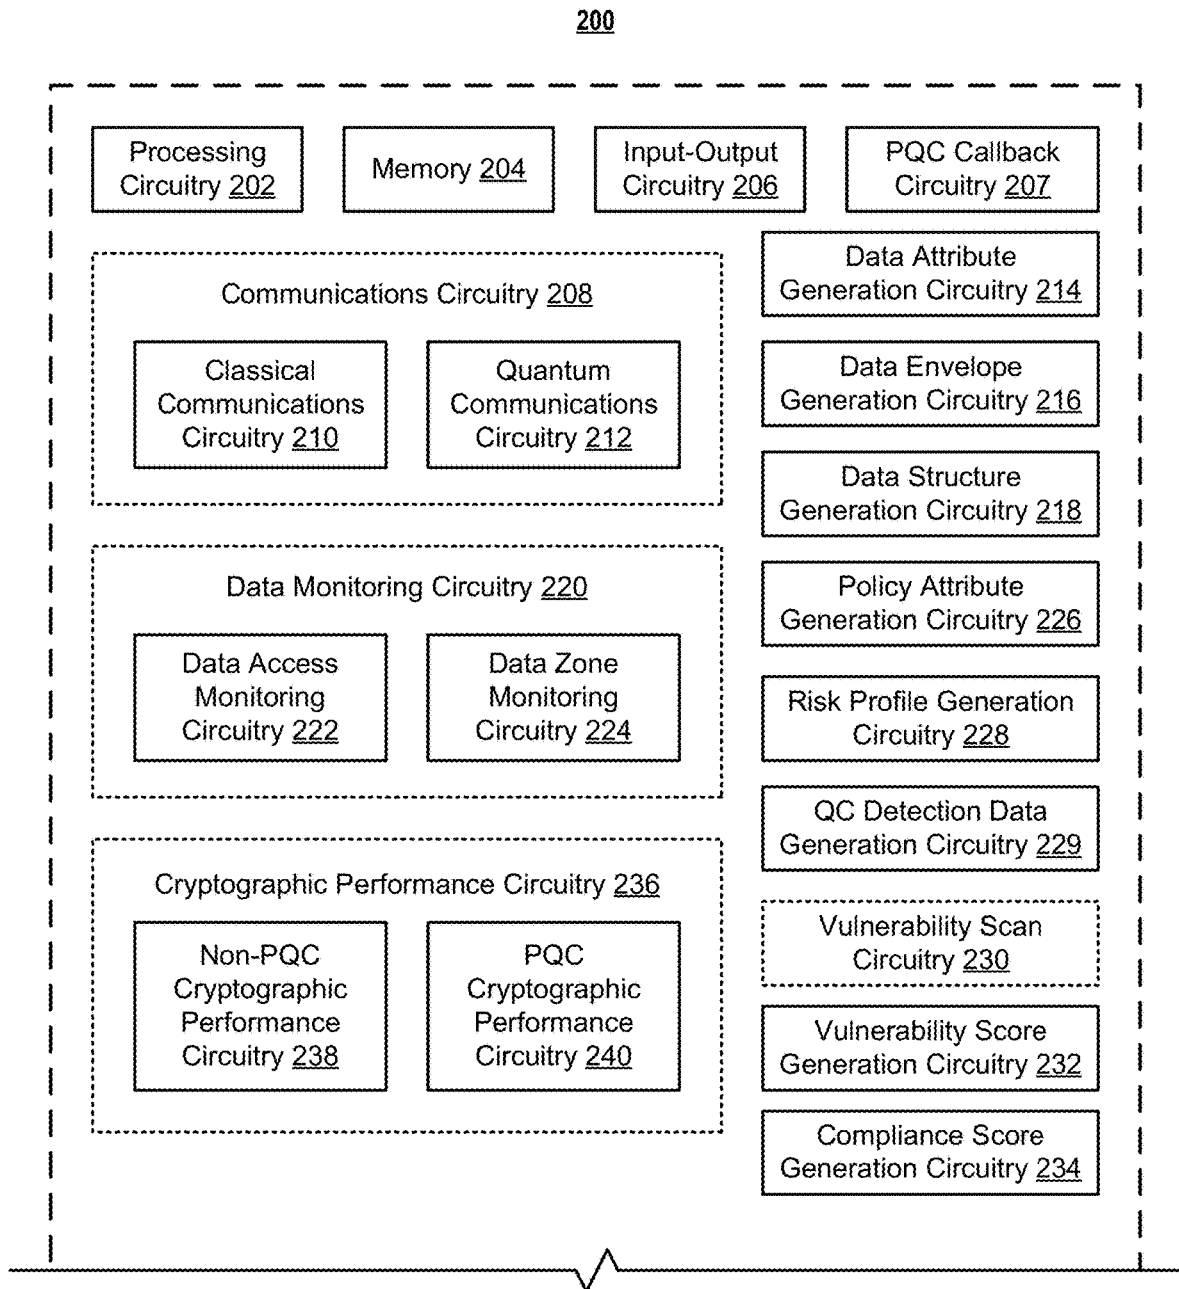 200
Processing
Circuitry 202
Memory 204
Input-Output
Circuitry 206
PQC Callback
Circuitry 207
Communications Circuitry 208
Classical
Communications
Circuitry 210
Quantum
Communications
Circuitry 212
Data Attribute
Generation Circuitry 214
Data Envelope
Generation Circuitry 216
Data Structure
Generation Circuitry 218
Data Monitoring Circuitry 220
Data Access
Monitoring
Circuitry 222
Data Zone
Monitoring
Circuitry 224
Policy Attribute
Generation Circuitry 226
Risk Profile Generation
Circuitry 228
QC Detection Data
Generation Circuitry 229
Cryptographic Performance Circuitry 236
Non-PQC
Cryptographic
Performance
Circuitry 238
PQC
Cryptographic
Performance
Circuitry 240
Vulnerability Scan
Circuitry 230
Vulnerability Score
Generation Circuitry 232
Compliance Score
Generation Circuitry 234